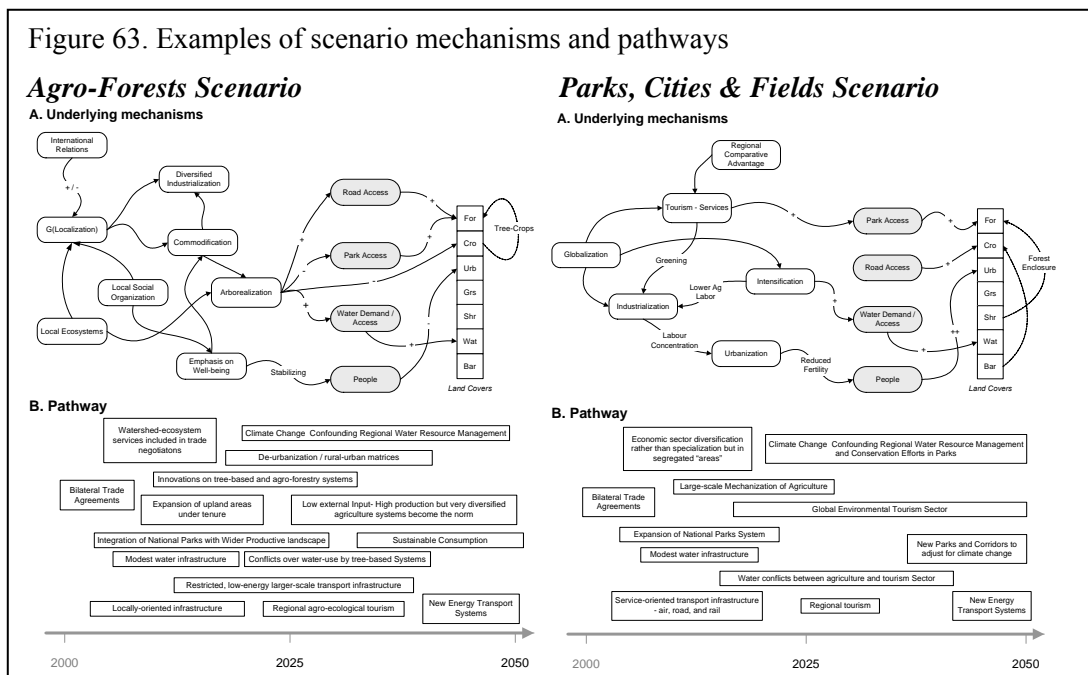 Figure 63. Examples of scenario mechanisms and pathways
Agro-Forests Scenario
A. Underlying mechanisms
International
Relations
+ / -
Diversified
Industrialization
G(Localization)
Commodification
Local Social
Organization
Arborealization
Local Ecosystems
Emphasis on
Well-being
Stabilizing
+
-
+
Road Access
Park Access
Water Demand /
Access
People
+
+
-
-
+
For
Cro
Urb
Grs
Shr
Wat
Bar
Land Covers
Tree-Crops
B. Pathway
Watershed-ecosystem
services included in trade
negotiatons
Climate Change Confounding Regional Water Resource Management
De-urbanization / rural-urban matrices
Innovations on tree-based and agro-forestry systems
Bilateral Trade
Agreements
Expansion of upland areas
under tenure
Low external Input- High production but very diversified
agriculture systems become the norm
Integration of National Parks with Wider Productive landscape
Sustainable Consumption
Modest water infrastructure
Conflicts over water-use by tree-based Systems
Restricted, low-energy larger-scale transport infrastructure
Locally-oriented infrastructure
Regional agro-ecological tourism
New Energy Transport
Systems
2000
2025
2050
Parks, Cities & Fields Scenario
A. Underlying mechanisms
Regional
Comparative
Advantage
Tourism - Services
Globalization
Greening
Industrialization
Lower Ag
Labor
Intensification
Labour
Concentration
Urbanization
Reduced
Fertility
+
+
Park Access
Road Access
Water Demand /
Access
People
+
+
++
+
For
Cro
Urb
Grs
Shr
Wat
Bar
Land Covers
Forest
Enclosure
B. Pathway
Economic sector diversification
rather than specialization but in
segregated “areas”
Climate Change Confounding Regional Water Resource Management
and Conservation Efforts in Parks
Large-scale Mechanization of Agriculture
Bilateral Trade
Agreements
Global Environmental Tourism Sector
Expansion of National Parks System
Modest water infrastructure
New Parks and Corridors to
adjust for climate change
Water conflicts between agriculture and tourism Sector
Service-oriented transport infrastructure
- air, road, and rail
Regional tourism
New Energy
Transport Systems
2000
2025
2050